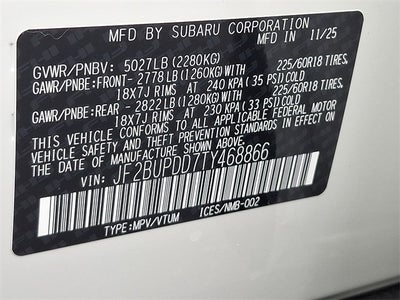 MFD BY SUBARU CORPORATION
MFD IN 11/25
GVWR/PNBV: 5027LB(2280KG)
GAWR/PNBE:FRONT- 2778 LB(1260KG)WITH 225/60R18 TIRES,
18X7J RIMS AT 240 KPA(35 PSI)COLD
GAWR/PNBE:REAR - 2822LB(1280KG)WITH 225/60R18 TIRES,
18X7J RIMS AT 230 KPA(33 PSI)COLD
THIS VEHICLE CONFORMS TO ALL APPLICABLE FEDERAL MOTOR
VEHICLE SAFETY AND THEFT PREVENTION STANDARDS IN EFFECT
ON THE DATE OF MANUFACTURE SHOWN ABOVE.
VIN: JF2BUPDD7TY468866
TYPE:MPV/VTUM ICES/NMB-002